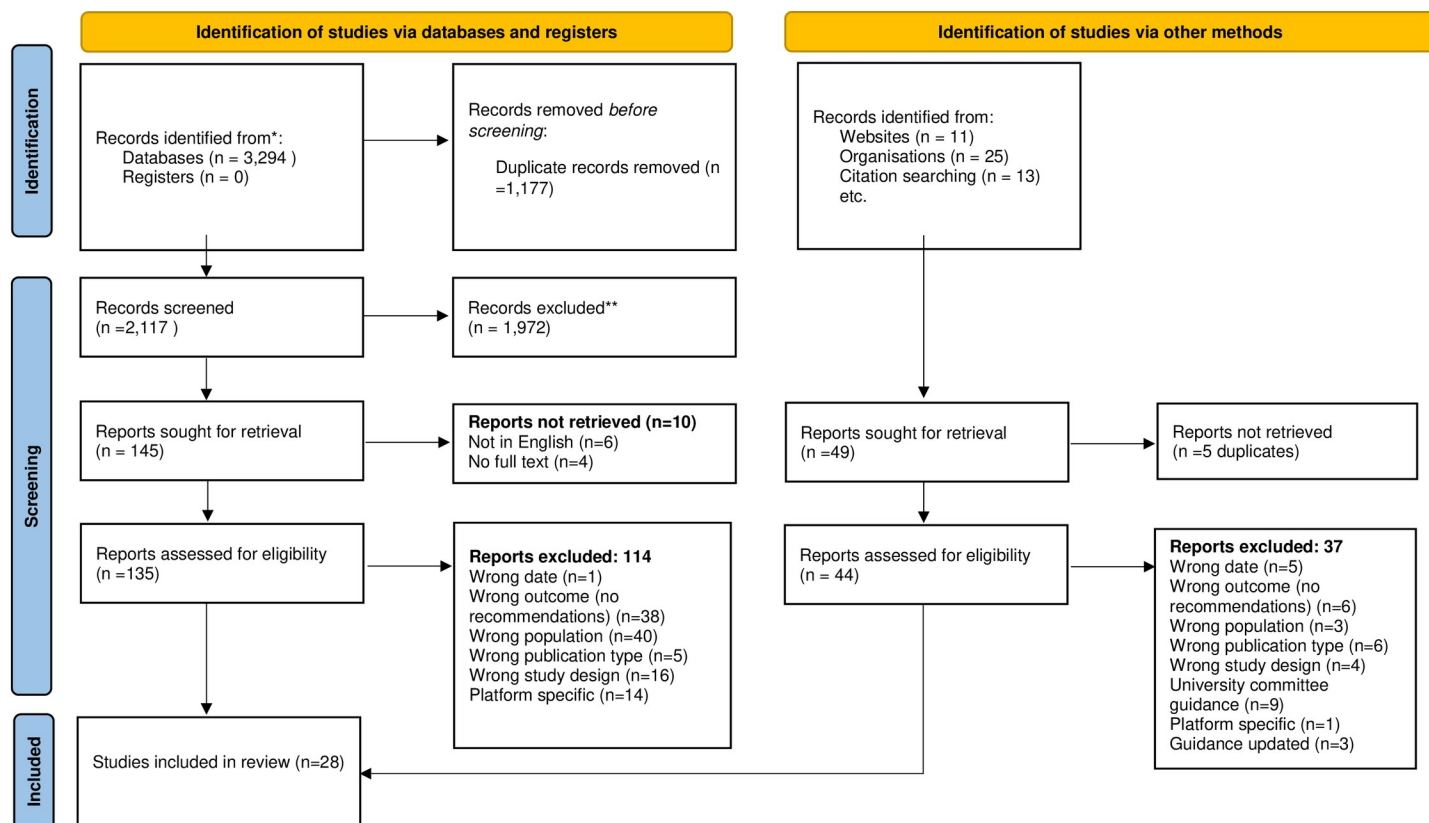 Identification of studies via databases and registers
Identification of studies via other methods
Identification
Records identified from*:
Databases (n = 3,294 )
Registers (n = 0)
Records removed before
screening:
Duplicate records removed (n
=1,177)
Records identified from:
Websites (n = 11)
Organisations (n = 25)
Citation searching (n = 13)
etc.
Screening
Records screened
(n =2,117 )
Records excluded**
(n = 1,972)
Reports sought for retrieval
(n = 145)
Reports not retrieved (n=10)
Not in English (n=6)
No full text (n=4)
Reports sought for retrieval
(n =49)
Reports not retrieved
(n =5 duplicates)
Reports assessed for eligibility
(n =135)
Reports excluded: 114
Wrong date (n=1)
Wrong outcome (no
recommendations) (n=38)
Wrong population (n=40)
Wrong publication type (n=5)
Wrong study design (n=16)
Platform specific (n=14)
Reports assessed for eligibility
(n = 44)
Reports excluded: 37
Wrong date (n=5)
Wrong outcome (no
recommendations) (n=6)
Wrong population (n=3)
Wrong publication type (n=6)
Wrong study design (n=4)
University committee
guidance (n=9)
Platform specific (n=1)
Guidance updated (n=3)
Included
Studies included in review (n=28)